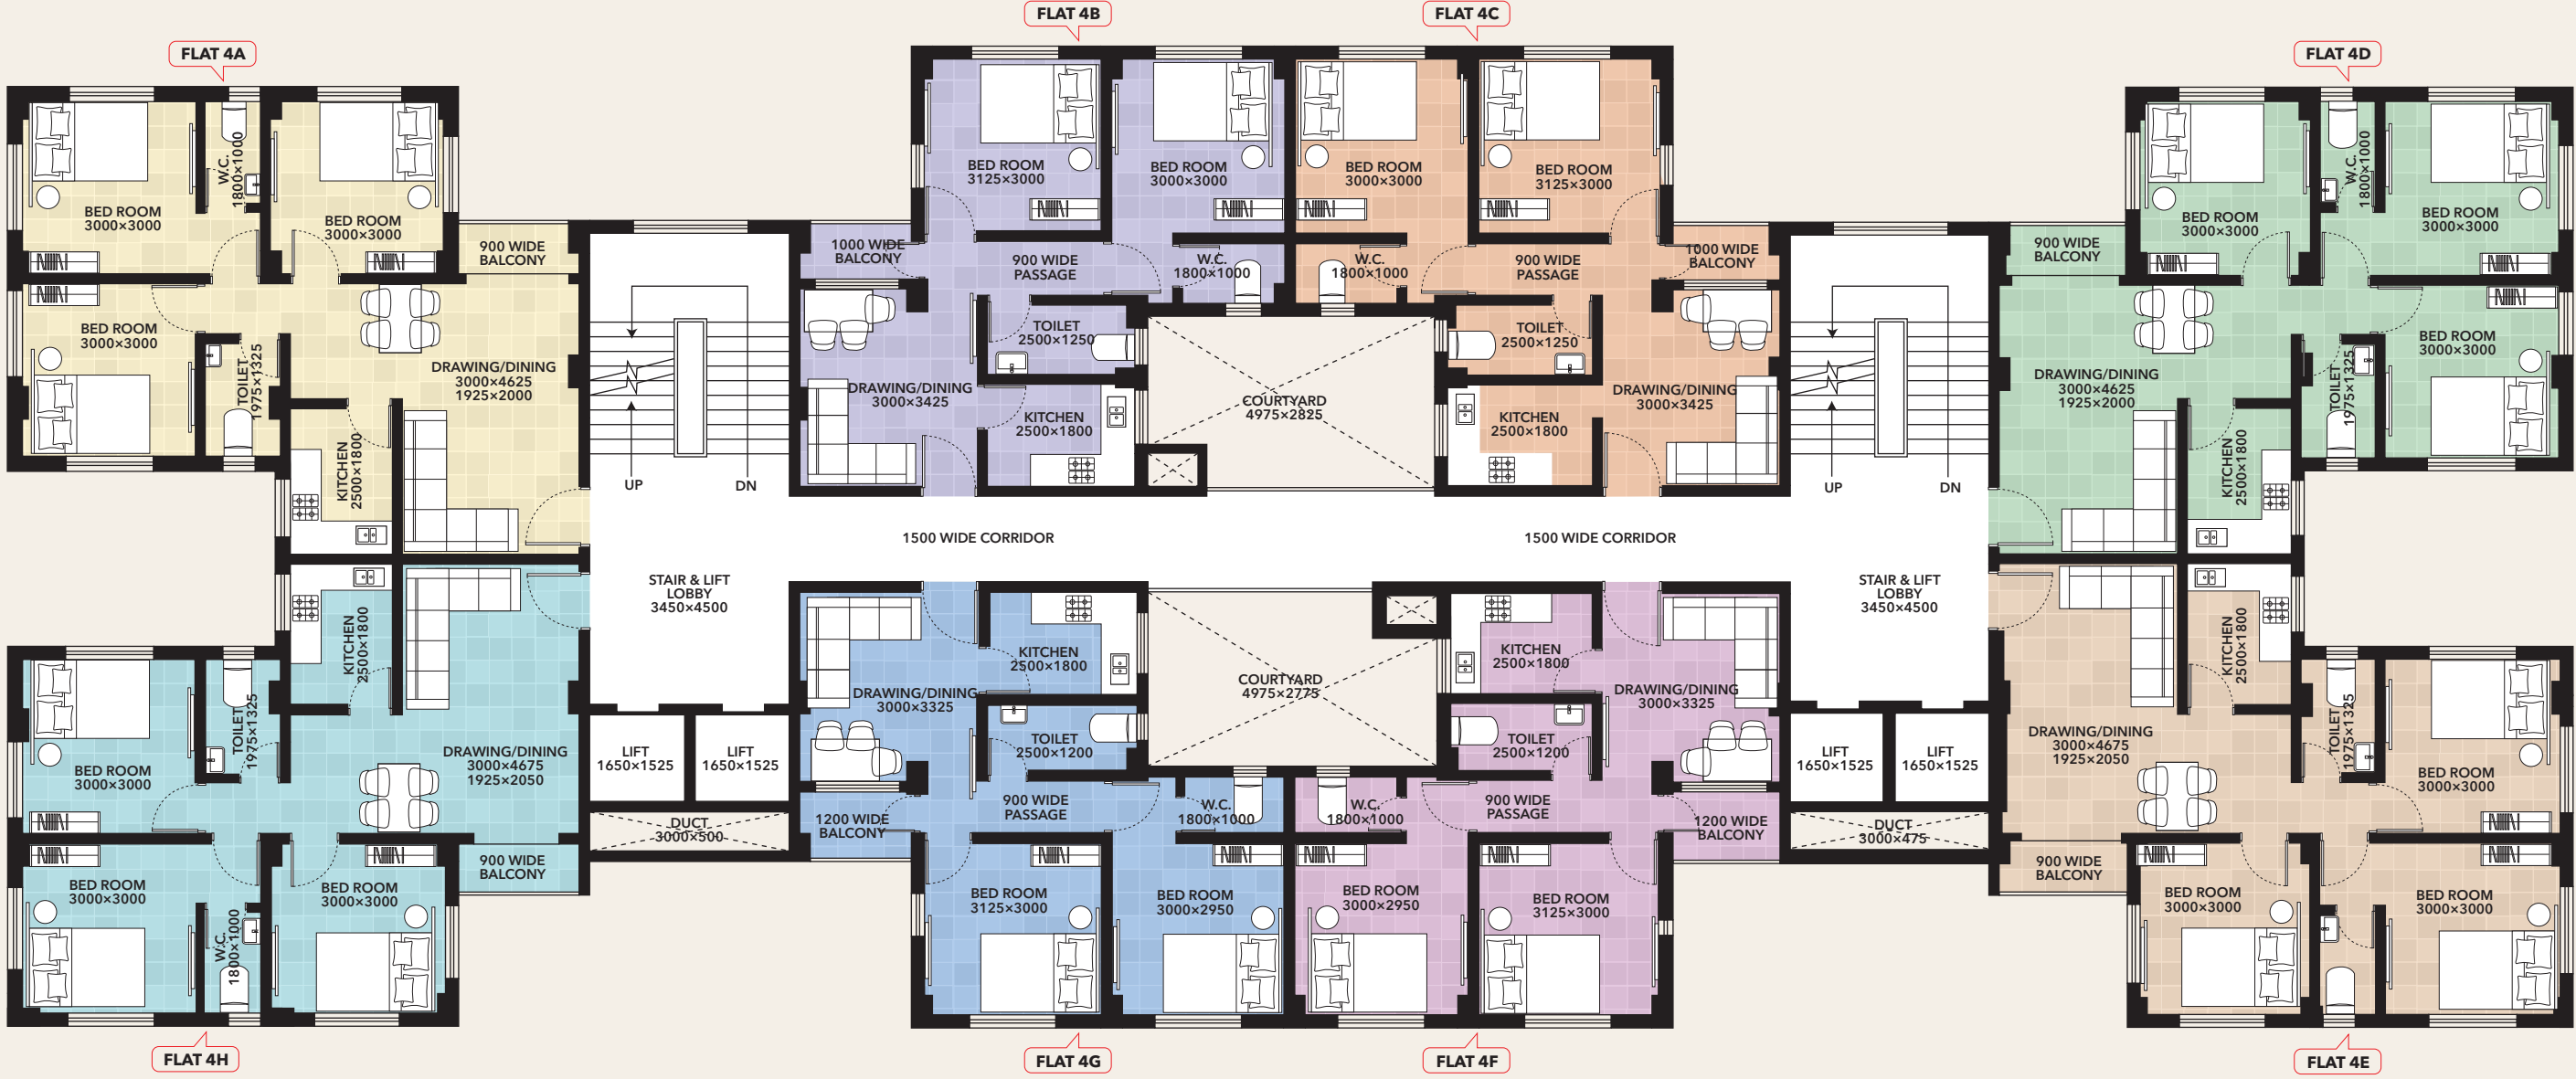 FLAT 4A
FLAT 4B
FLAT 4C
FLAT 4D
BED ROOM
3000×3000
W.C.
1800×1000
BED ROOM
3000×3000
900 WIDE
BALCONY
BED ROOM
3000×3000
TOILET
1975×1325
DRAWING/DINING
3000×4625
1925×2000
KITCHEN
2500×1800
UP
DN
BED ROOM
3125×3000
BED ROOM
3000×3000
1000 WIDE
BALCONY
900 WIDE
PASSAGE
W.C.
1800×1000
TOILET
2500×1250
DRAWING/DINING
3000×3425
KITCHEN
2500×1800
COURTYARD
4975×2825
BED ROOM
3000×3000
BED ROOM
3125×3000
W.C.
1800×1000
900 WIDE
PASSAGE
1000 WIDE
BALCONY
TOILET
2500×1250
KITCHEN
2500×1800
DRAWING/DINING
3000×3425
UP
DN
900 WIDE
BALCONY
BED ROOM
3000×3000
W.C.
1800×1000
BED ROOM
3000×3000
BED ROOM
3000×3000
DRAWING/DINING
3000×4625
1925×2000
TOILET
1975×1325
KITCHEN
2500×1800
1500 WIDE CORRIDOR
1500 WIDE CORRIDOR
STAIR & LIFT
LOBBY
3450×4500
STAIR & LIFT
LOBBY
3450×4500
KITCHEN
2500×1800
TOILET
1975×1325
BED ROOM
3000×3000
DRAWING/DINING
3000×4675
1925×2050
BED ROOM
3000×3000
W.C.
1800×1000
BED ROOM
3000×3000
900 WIDE
BALCONY
LIFT
1650×1525
LIFT
1650×1525
DUCT
3000×500
KITCHEN
2500×1800
DRAWING/DINING
3000×3325
TOILET
2500×1200
1200 WIDE
BALCONY
900 WIDE
PASSAGE
W.C.
1800×1000
BED ROOM
3125×3000
BED ROOM
3000×2950
COURTYARD
4975×2775
KITCHEN
2500×1800
DRAWING/DINING
3000×3325
TOILET
2500×1200
W.C.
1800×1000
900 WIDE
PASSAGE
1200 WIDE
BALCONY
BED ROOM
3000×2950
BED ROOM
3125×3000
LIFT
1650×1525
LIFT
1650×1525
DUCT
3000×475
KITCHEN
2500×1800
DRAWING/DINING
3000×4675
1925×2050
TOILET
1975×1325
BED ROOM
3000×3000
900 WIDE
BALCONY
BED ROOM
3000×3000
BED ROOM
3000×3000
FLAT 4H
FLAT 4G
FLAT 4F
FLAT 4E